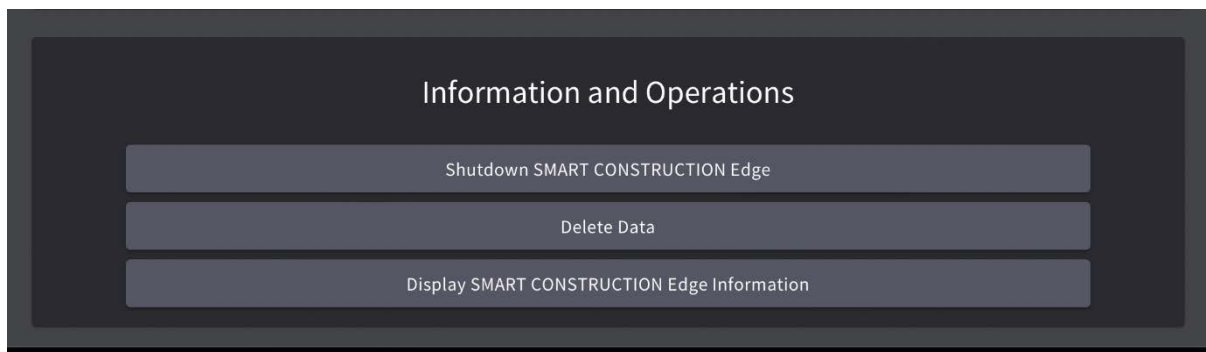 Information and Operations
Shutdown SMART CONSTRUCTION Edge
Delete Data
Display SMART CONSTRUCTION Edge Information